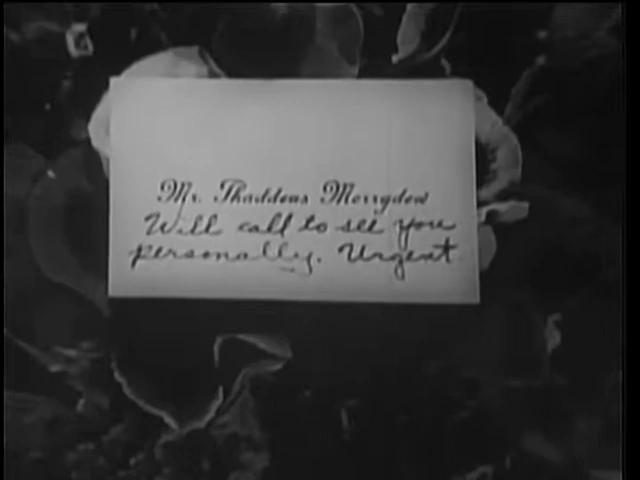 Mr. Thaddeus Merrydew
Will call to see you
personally. Urgent